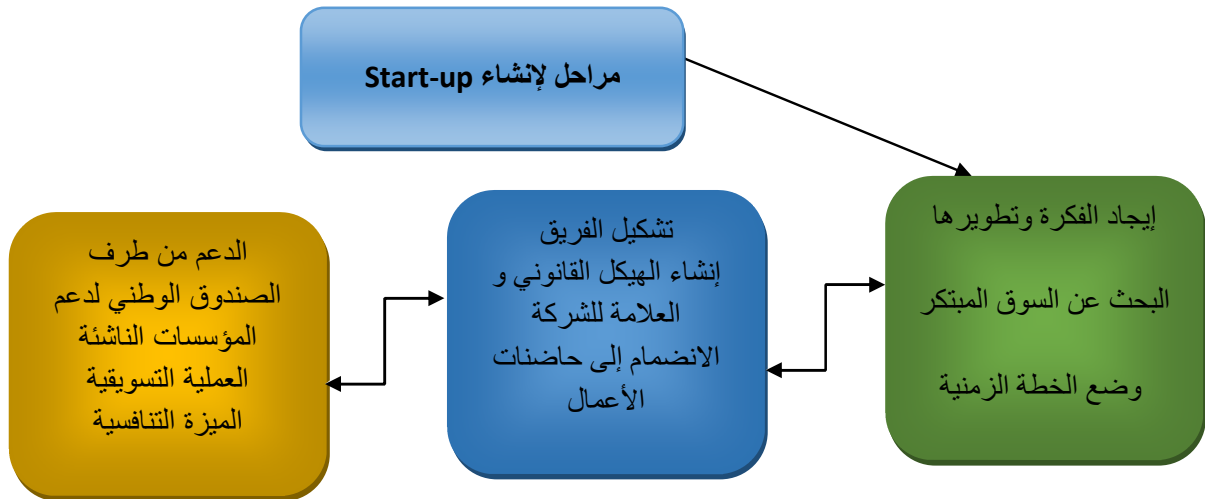 مراحل لإنشاء Start-up
إيجاد الفكرة وتطويرها
البحث عن السوق المبتكر
وضع الخطة الزمنية
تشكيل الفريق
إنشاء الهيكل القانوني و
العلامة للشركة
الانضمام إلى حاضنات
الأعمال
الدعم من طرف
الصندوق الوطني لدعم
المؤسسات الناشئة
العملية التسويقية
الميزة التنافسية